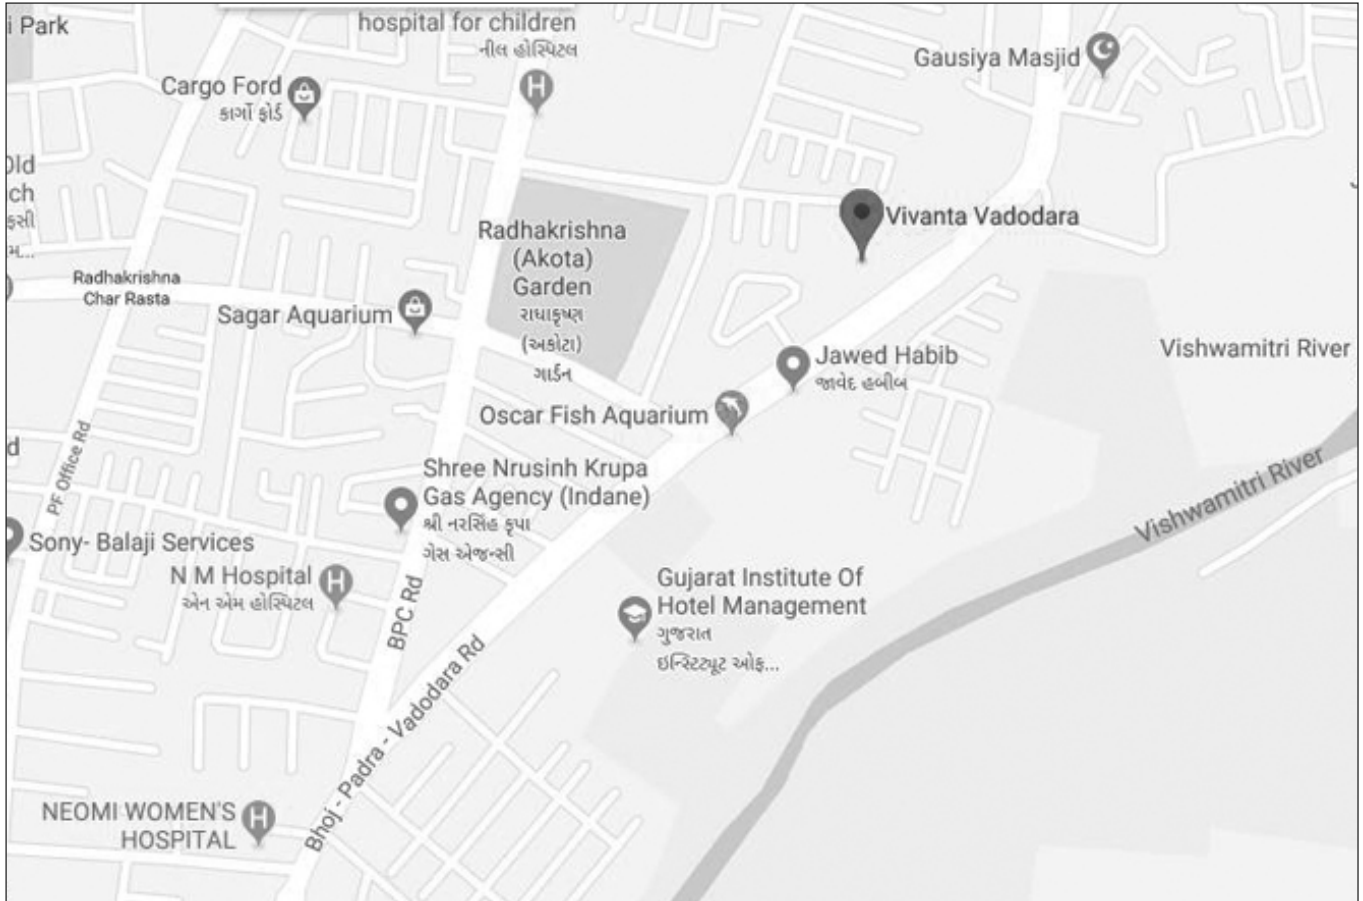 i Park
hospital for children
નીલ હોસ્પિટલ
Gausiya Masjid
Cargo Ford
કાર્ગો ફોર્ડ
Old
ch
Vivanta Vadodara
Radhakrishna
(Akota)
Garden
રાધાકૃષ્ણ
(અકોટા)
ગાર્ડન
Radhakrishna
Char Rasta
Sagar Aquarium
Vishwamitri River
Jawed Habib
જાવેદ હબીબ
Oscar Fish Aquarium
d
PF Office Rd
Shree Nrusinh Krupa
Gas Agency (Indane)
શ્રી નરસિંહ કૃપા
ગેસ એજન્સી
Vishwamitri River
Sony- Balaji Services
N M Hospital
એન એમ હોસ્પિટલ
BPC Rd
Gujarat Institute Of
Hotel Management
ગુજરાત
ઇન્સ્ટિટ્યૂટ ઓફ...
Bhoj - Padra - Vadodara Rd
NEOMI WOMEN'S
HOSPITAL
H
H
H